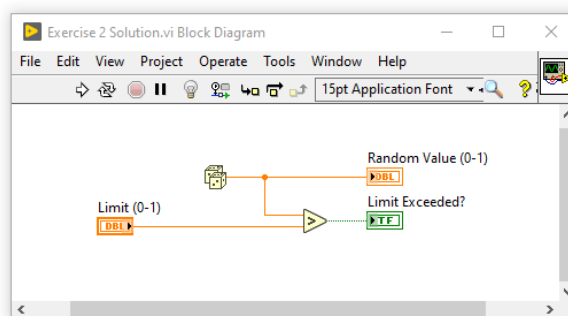 Exercise 2 Solution.vi Block Diagram
File Edit View Project Operate Tools Window Help
15pt Application Font
Random Value (0-1)
DBL
Limit Exceeded?
Limit (0-1)
DBL
>
TF